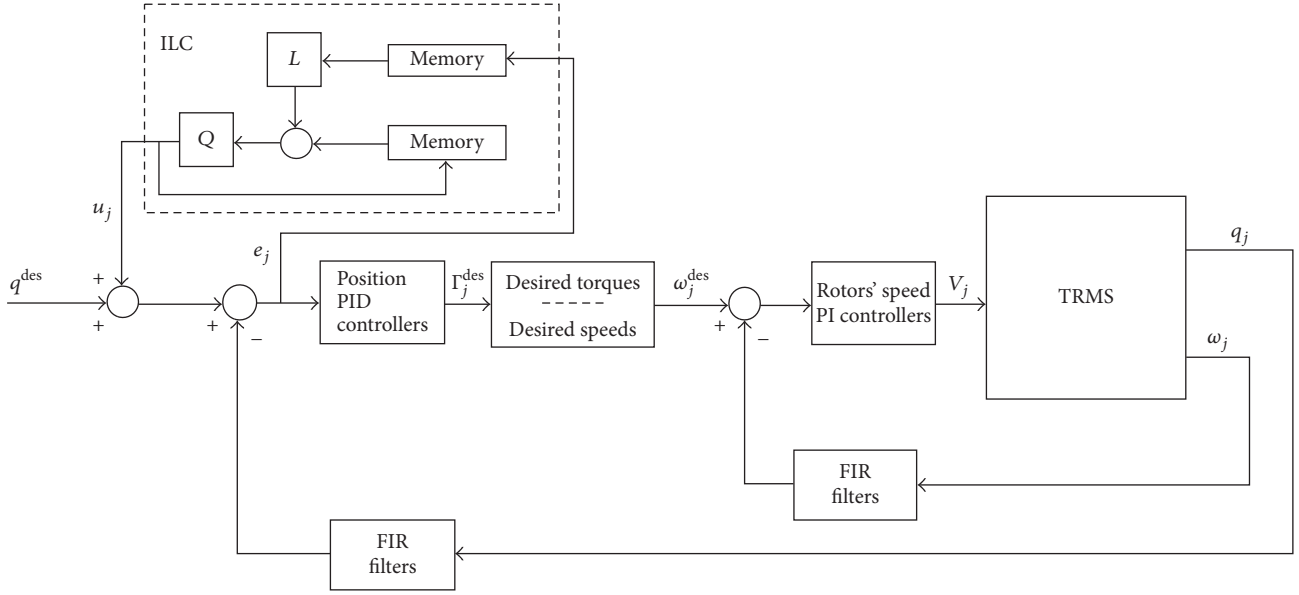 ILC
L
Memory
Q
Memory
u_j
e_j
q^des
+
+
+
−
Position
PID
controllers
Γ_j^des
Desired torques
-----
Desired speeds
ω_j^des
+
−
Rotors' speed
PI controllers
V_j
TRMS
q_j
ω_j
FIR
filters
FIR
filters